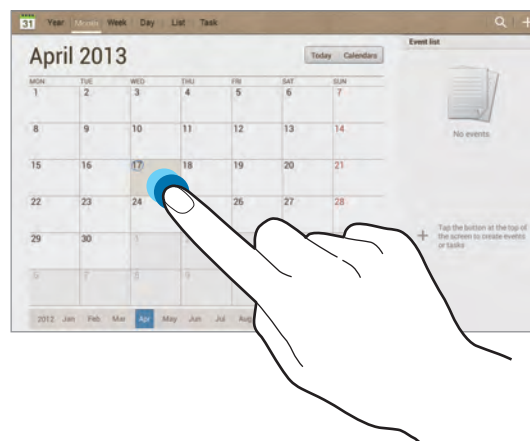 31 Year Month Week Day List Task
Event list
April 2013
Today Calendars
MON TUE WED THU FRI SAT SUN
1 2 3 4 5 6 7
No events
8 9 10 11 12 13 14
15 16 17 18 19 20 21
22 23 24 26 27 28
Tap the button at the top of
the screen to create events
or tasks
29 30 1
6 7 8 9
2012 Jan Feb Mar Apr May Jun Jul Aug